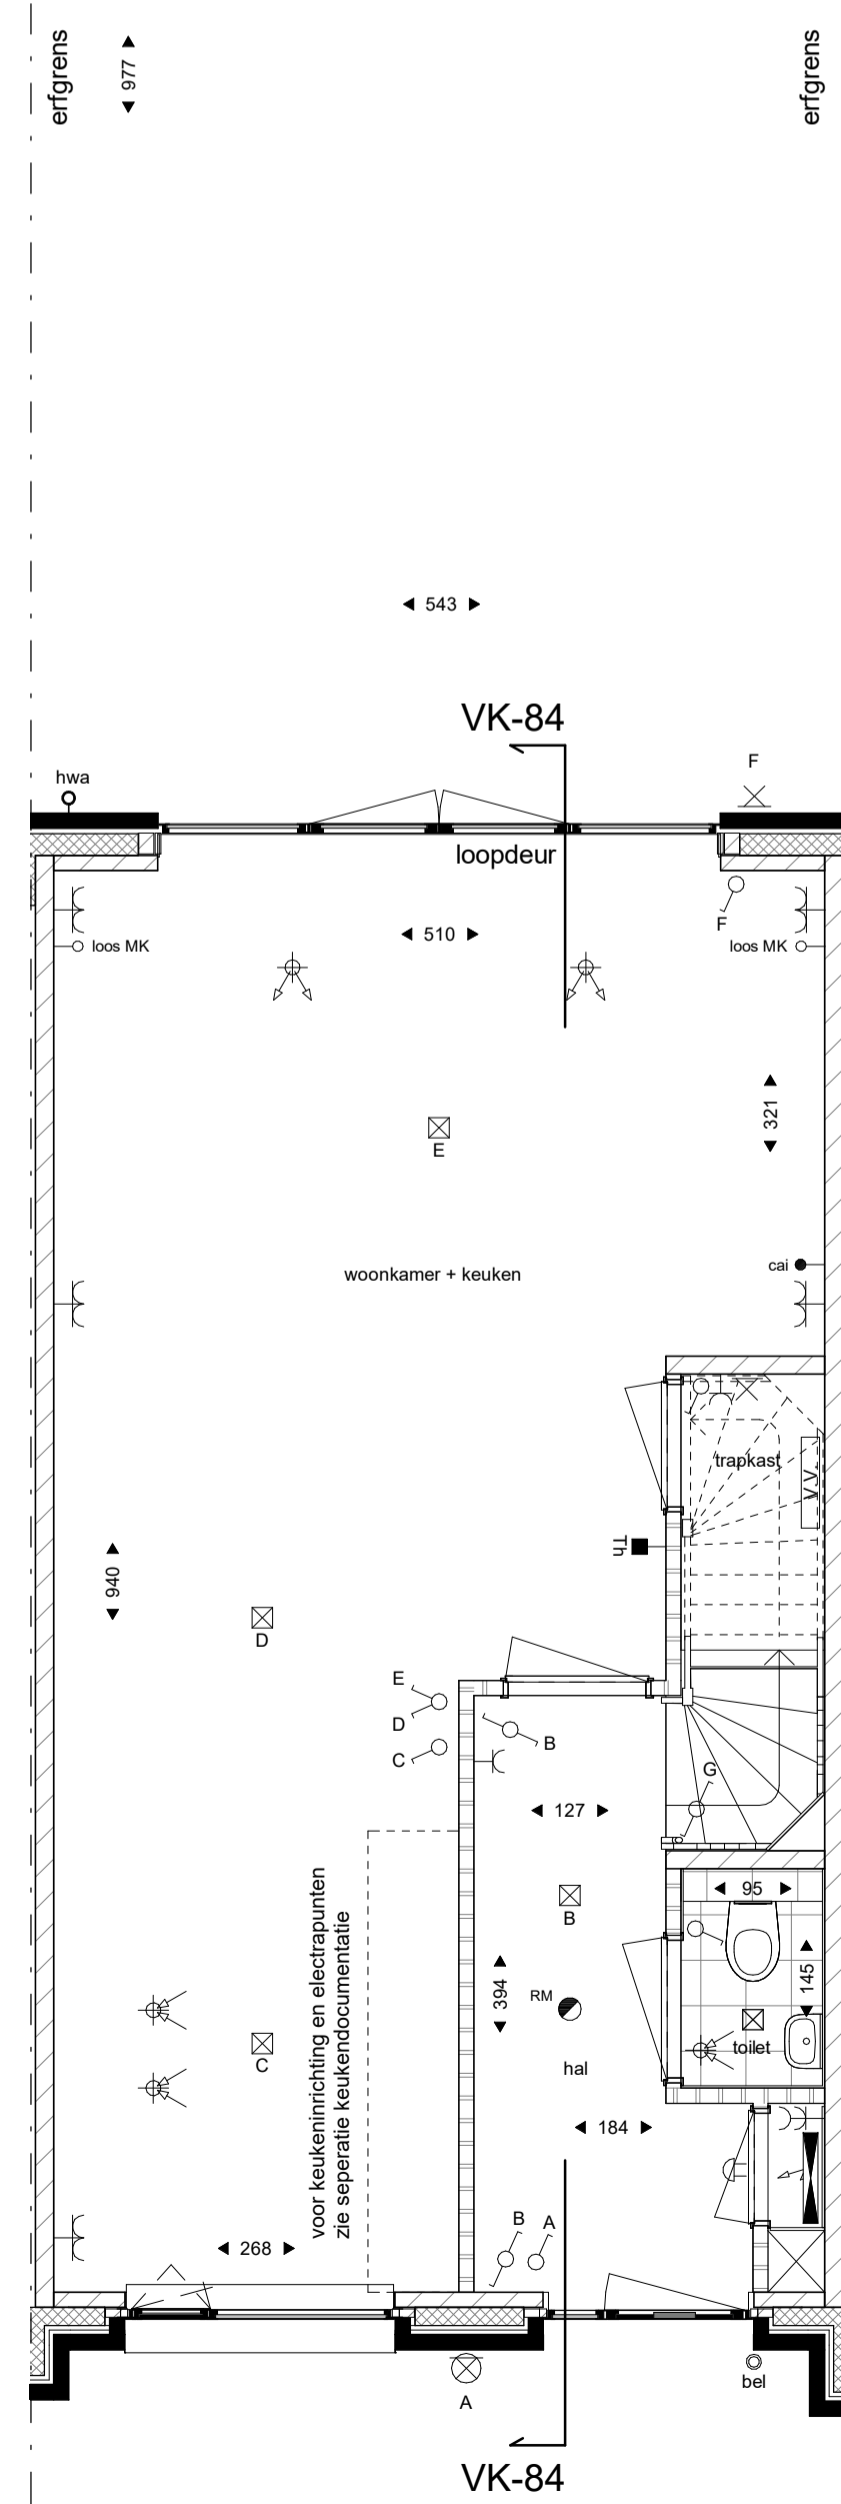 erfgrens
erfgrens
977
543
VK-84
hwa
F
loopdeur
F
510
loos MK
loos MK
321
E
cai
woonkamer + keuken
trapkast
V.V.
Th
940
D
E
D
C
B
G
127
95
B
voor keukeninrichting en electrapunten
zie seperatie keukendocumentatie
394
145
RM
toilet
C
hal
184
B
A
268
bel
A
VK-84